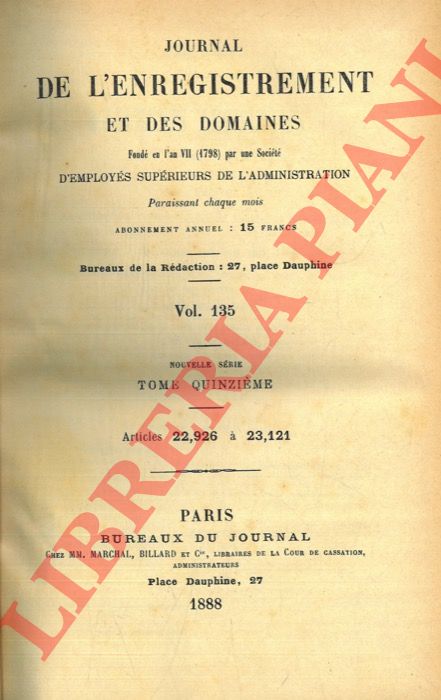 JOURNAL
DE L'ENREGISTREMENT
ET DES DOMAINES
Fondé en l'an VII (1798) par une Société
D'EMPLOYÉS SUPÉRIEURS DE L'ADMINISTRATION
Paraissant chaque mois
ABONNEMENT ANNUEL : 15 FRANCS
Bureaux de la Rédaction : 27, place Dauphine
Vol. 135
NOUVELLE SÉRIE
TOME QUINZIÈME
Articles 22,926 à 23,121
PARIS
BUREAUX DU JOURNAL
CHEZ MM. MARCHAL, BILLARD ET Cie, LIBRAIRES DE LA COUR DE CASSATION,
ADMINISTRATEURS
Place Dauphine, 27
1888
LIBRERIA PIANI